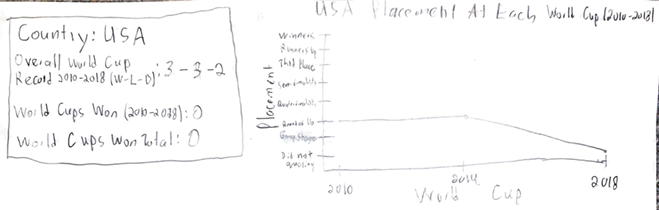 Country: USA
Overall World Cup
Record 2010-2018 (W-L-D): 3-3-2
World Cups Won (2010-2018): 0
World Cups Won Total: 0
USA Placement At Each World Cup (2010-2018)
Placement
Winners
Runners Up
Third Place
Semifinalists
Quarterfinalists
Round of 16
Group Stage
Did not
qualify
2010
2014
2018
World Cup